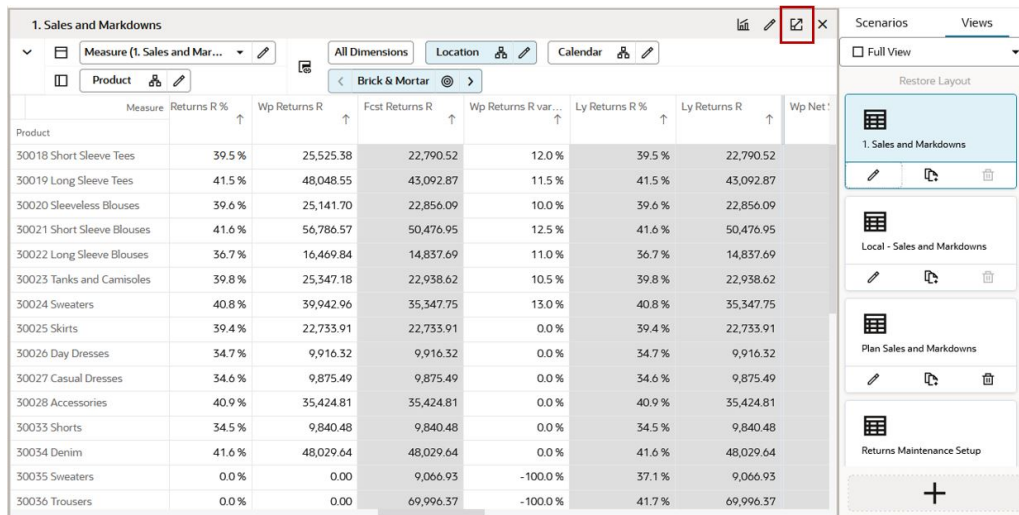 1. Sales and Markdowns
Measure (1. Sales and Mar...
All Dimensions
Location
Calendar
Product
Brick & Mortar
Measure Returns R % Wp Returns R Fcst Returns R Wp Returns R var... Ly Returns R % Ly Returns R Wp Net
Product
30018 Short Sleeve Tees 39.5 % 25,525.38 22,790.52 12.0 % 39.5 % 22,790.52
30019 Long Sleeve Tees 41.5 % 48,048.55 43,092.87 11.5 % 41.5 % 43,092.87
30020 Sleeveless Blouses 39.6 % 25,141.70 22,856.09 10.0 % 39.6 % 22,856.09
30021 Short Sleeve Blouses 41.6 % 56,786.57 50,476.95 12.5 % 41.6 % 50,476.95
30022 Long Sleeve Blouses 36.7 % 16,469.84 14,837.69 11.0 % 36.7 % 14,837.69
30023 Tanks and Camisoles 39.8 % 25,347.18 22,938.62 10.5 % 39.8 % 22,938.62
30024 Sweaters 40.8 % 39,942.96 35,347.75 13.0 % 40.8 % 35,347.75
30025 Skirts 39.4 % 22,733.91 22,733.91 0.0 % 39.4 % 22,733.91
30026 Day Dresses 34.7 % 9,916.32 9,916.32 0.0 % 34.7 % 9,916.32
30027 Casual Dresses 34.6 % 9,875.49 9,875.49 0.0 % 34.6 % 9,875.49
30028 Accessories 40.9 % 35,424.81 35,424.81 0.0 % 40.9 % 35,424.81
30033 Shorts 34.5 % 9,840.48 9,840.48 0.0 % 34.5 % 9,840.48
30034 Denim 41.6 % 48,029.64 48,029.64 0.0 % 41.6 % 48,029.64
30035 Sweaters 0.0 % 0.00 9,066.93 -100.0 % 37.1 % 9,066.93
30036 Trousers 0.0 % 0.00 69,996.37 -100.0 % 41.7 % 69,996.37
Scenarios Views
Full View
Restore Layout
1. Sales and Markdowns
Local - Sales and Markdowns
Plan Sales and Markdowns
Returns Maintenance Setup